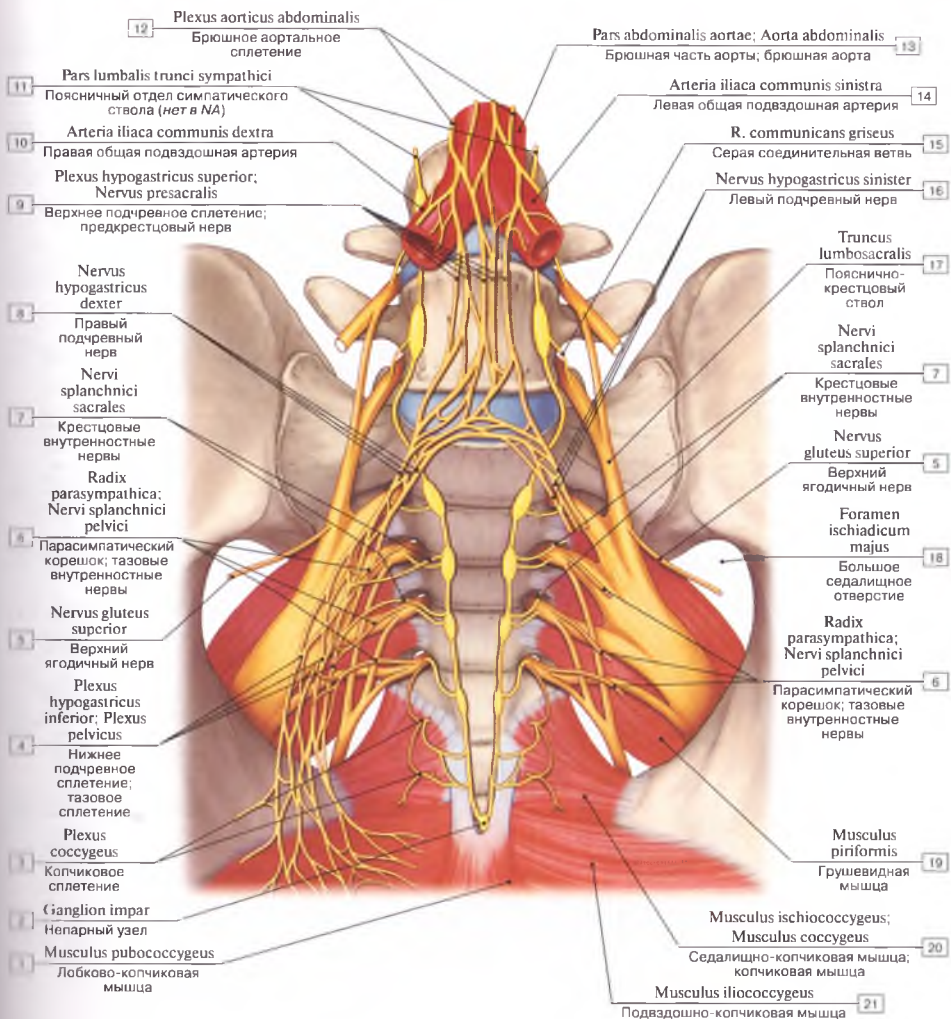 12
Plexus aorticus abdominalis
Брюшное аортальное
сплетение
11
Pars lumbalis trunci sympathici
Поясничный отдел симпатического
ствола (нет в NA)
10
Arteria iliaca communis dextra
Правая общая подвздошная артерия
9
Plexus hypogastricus superior;
Nervus presacralis
Верхнее подчревное сплетение;
предкрестцовый нерв
8
Nervus
hypogastricus
dexter
Правый
подчревный
нерв
7
Nervi
splanchnici
sacrales
Крестцовые
внутренностные
нервы
6
Radix
parasympathica;
Nervi splanchnici
pelvici
Парасимпатический
корешок; тазовые
внутренностные
нервы
5
Nervus gluteus
superior
Верхний
ягодичный нерв
4
Plexus
hypogastricus
inferior; Plexus
pelvicus
Нижнее
подчревное
сплетение;
тазовое
сплетение
3
Plexus
coccygeus
Копчиковое
сплетение
2
Ganglion impar
Непарный узел
1
Musculus pubococcygeus
Лобково-копчиковая
мышца
Pars abdominalis aortae; Aorta abdominalis
13
Брюшная часть аорты; брюшная аорта
Arteria iliaca communis sinistra
14
Левая общая подвздошная артерия
R. communicans griseus
15
Серая соединительная ветвь
Nervus hypogastricus sinister
16
Левый подчревный нерв
Truncus
lumbosacralis
17
Пояснично-
крестцовый
ствол
Nervi
splanchnici
sacrales
7
Крестцовые
внутренностные
нервы
Nervus
gluteus superior
5
Верхний
ягодичный нерв
Foramen
ischiadicum
majus
18
Большое
седалищное
отверстие
Radix
parasympathica;
Nervi splanchnici
pelvici
6
Парасимпатический
корешок; тазовые
внутренностные
нервы
Musculus
piriformis
19
Грушевидная
мышца
Musculus ischiococcygeus;
Musculus coccygeus
20
Седалищно-копчиковая мышца;
копчиковая мышца
Musculus iliococcygeus
21
Подвздошно-копчиковая мышца